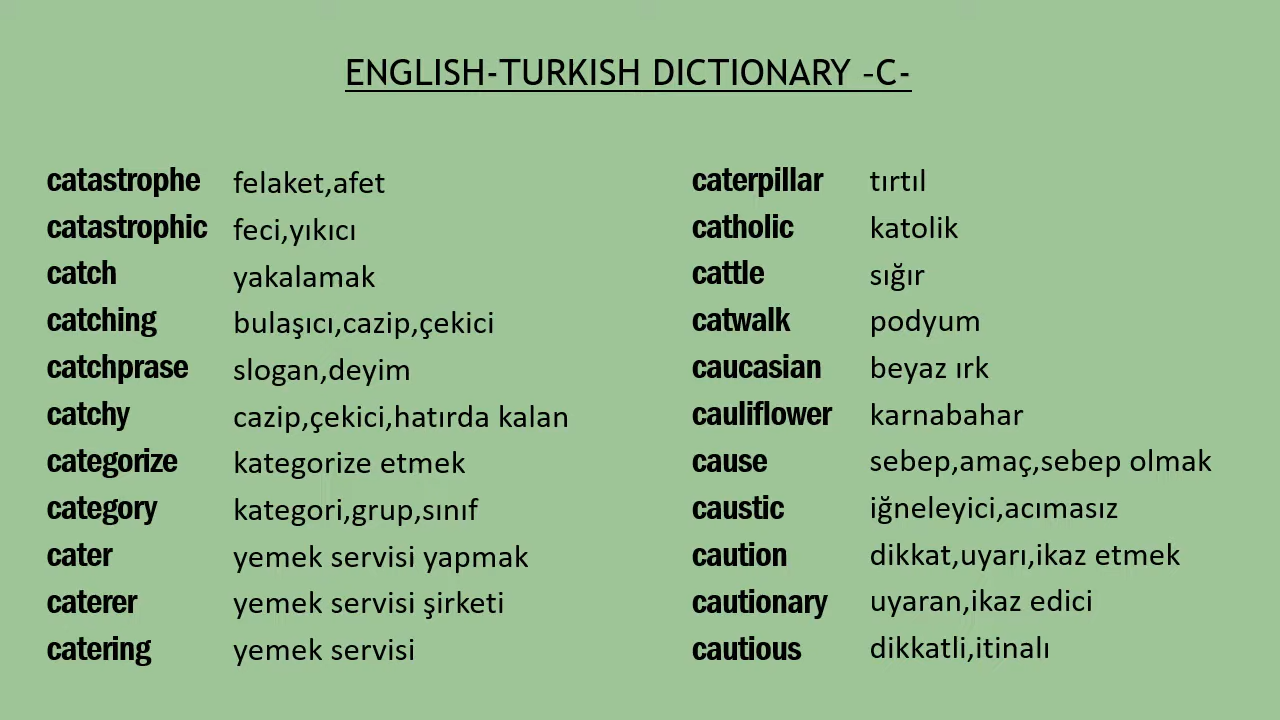 ENGLISH-TURKISH DICTIONARY –C-
catastrophe felaket,afet
catastrophic feci,yıkıcı
catch yakalamak
catching bulaşıcı,cazip,çekici
catchprase slogan,deyim
catchy cazip,çekici,hatırda kalan
categorize kategorize etmek
category kategori,grup,sınıf
cater yemek servisi yapmak
caterer yemek servisi şirketi
catering yemek servisi
caterpillar tırtıl
catholic katolik
cattle sığır
catwalk podyum
caucasian beyaz ırk
cauliflower karnabahar
cause sebep,amaç,sebep olmak
caustic iğneleyici,acımasız
caution dikkat,uyarı,ikaz etmek
cautionary uyaran,ikaz edici
cautious dikkatli,itinalı